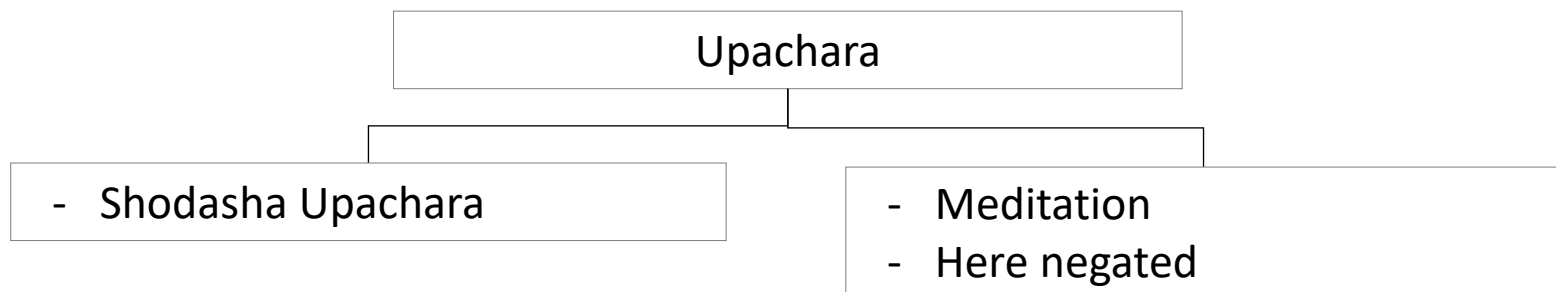 Upachara
- Shodasha Upachara
- Meditation
- Here negated